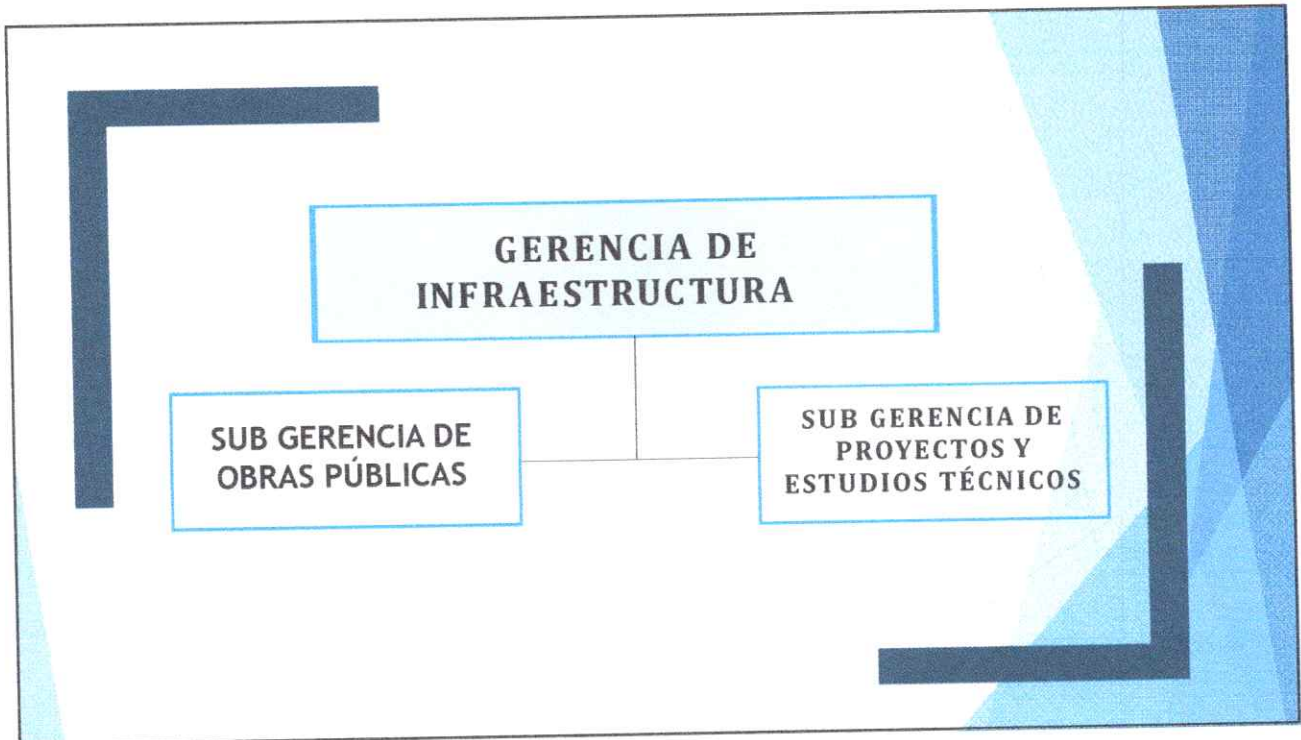 GERENCIA DE
INFRAESTRUCTURA
SUB GERENCIA DE
OBRAS PÚBLICAS
SUB GERENCIA DE
PROYECTOS Y
ESTUDIOS TÉCNICOS